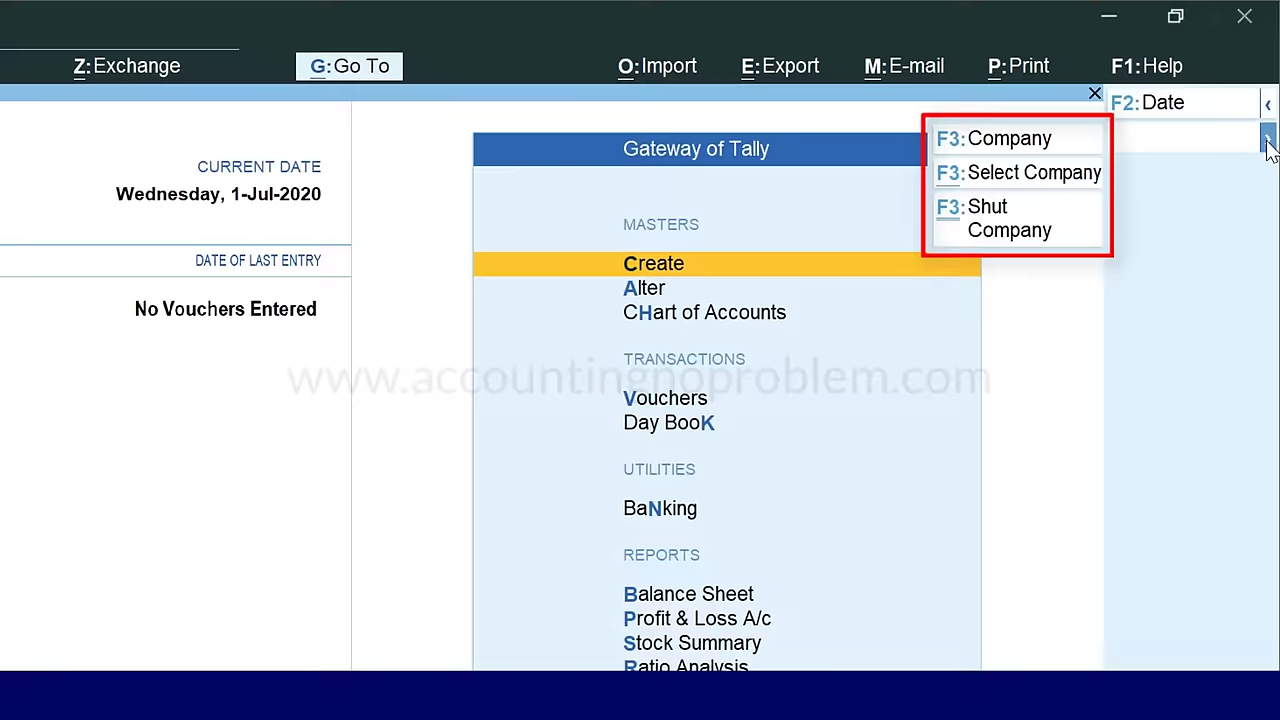 Z:Exchange
G:Go To
O:Import
E:Export
M:E-mail
P:Print
F1:Help
F2:Date
F3:Company
F3:Select Company
F3:Shut
Company
CURRENT DATE
Wednesday, 1-Jul-2020
DATE OF LAST ENTRY
No Vouchers Entered
Gateway of Tally
MASTERS
Create
Alter
CHart of Accounts
TRANSACTIONS
Vouchers
Day BooK
UTILITIES
BaNking
REPORTS
Balance Sheet
Profit & Loss A/c
Stock Summary
Ratio Analysis
www.accountingnoproblem.com